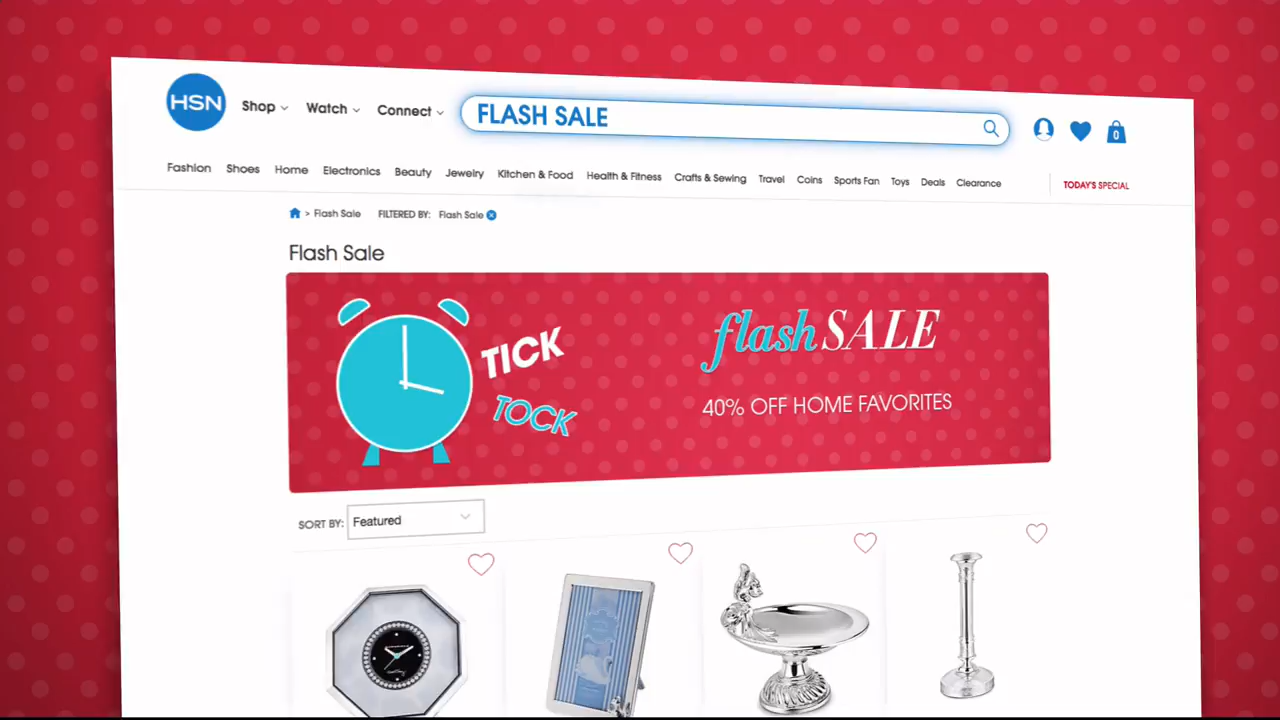 HSN Shop Watch Connect FLASH SALE 0
Fashion Shoes Home Electronics Beauty Jewelry Kitchen & Food Health & Fitness Crafts & Sewing Travel Coins Sports Fan Toys Deals Clearance TODAY'S SPECIAL
> Flash Sale FILTERED BY: Flash Sale
Flash Sale
TICK
TOCK
flash SALE
40% OFF HOME FAVORITES
SORT BY: Featured